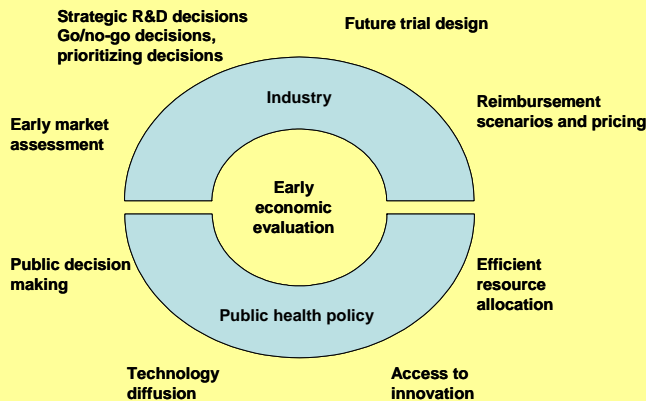 Strategic R&D decisions
Go/no-go decisions,
prioritizing decisions
Future trial design
Industry
Early market
assessment
Reimbursement
scenarios and pricing
Early
economic
evaluation
Public decision
making
Efficient
resource
allocation
Public health policy
Technology
diffusion
Access to
innovation